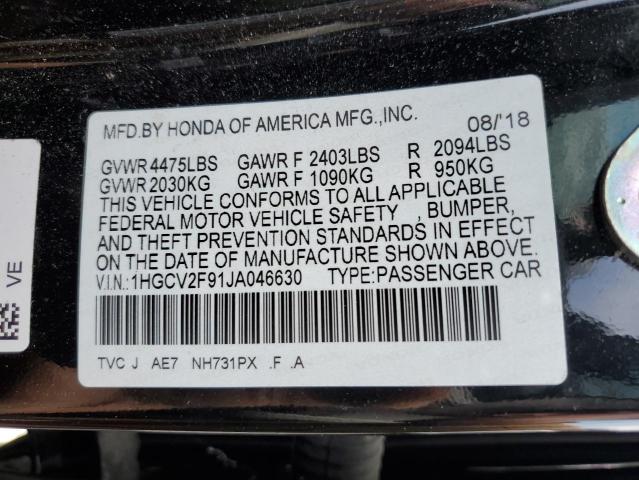 MFD.BY HONDA OF AMERICA MFG.,INC. 08/'18
GVWR 4475LBS GAWR F 2403LBS R 2094LBS
GVWR 2030KG GAWR F 1090KG R 950KG
THIS VEHICLE CONFORMS TO ALL APPLICABLE
FEDERAL MOTOR VEHICLE SAFETY , BUMPER,
AND THEFT PREVENTION STANDARDS IN EFFECT
ON THE DATE OF MANUFACTURE SHOWN ABOVE.
V.I.N.:1HGCV2F91JA046630 TYPE:PASSENGER CAR
TVC J AE7 NH731PX .F .A
VE